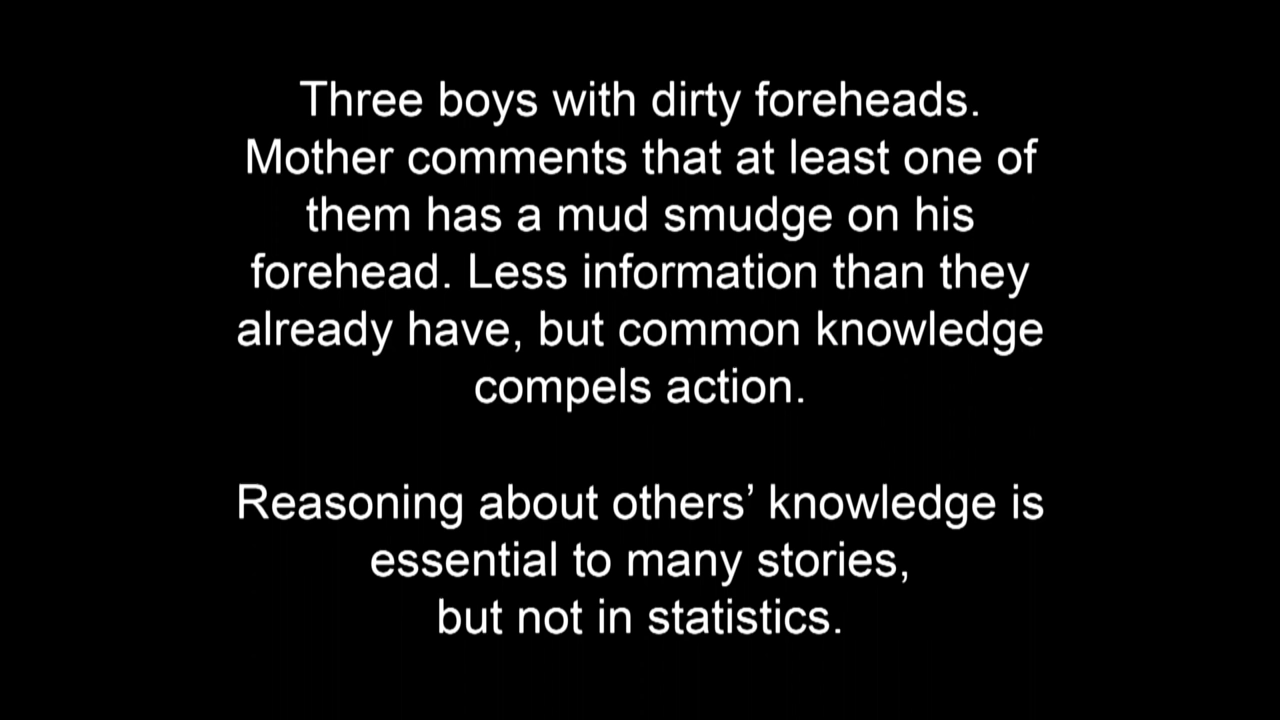 Three boys with dirty foreheads.
Mother comments that at least one of
them has a mud smudge on his
forehead. Less information than they
already have, but common knowledge
compels action.
Reasoning about others’ knowledge is
essential to many stories,
but not in statistics.